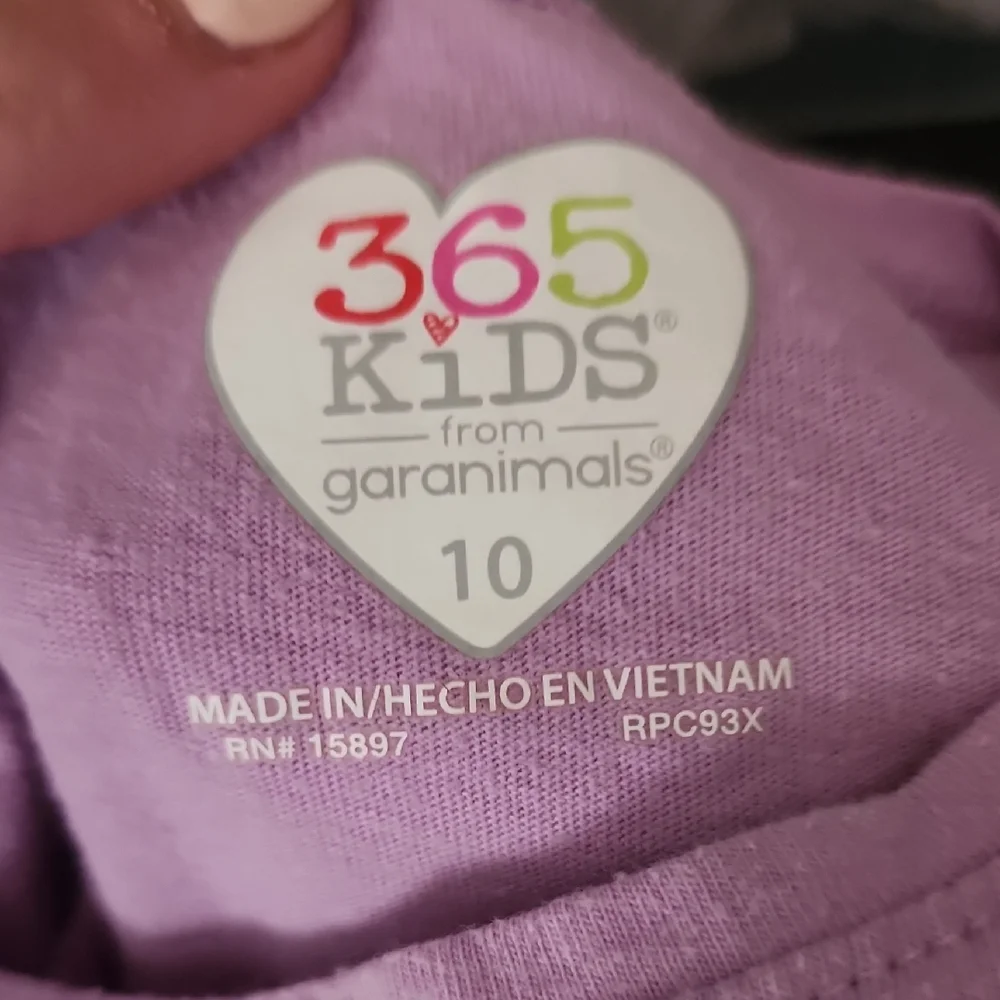 365
KiDS®
from
garanimals®
10
MADE IN/HECHO EN VIETNAM
RN# 15897 RPC93X